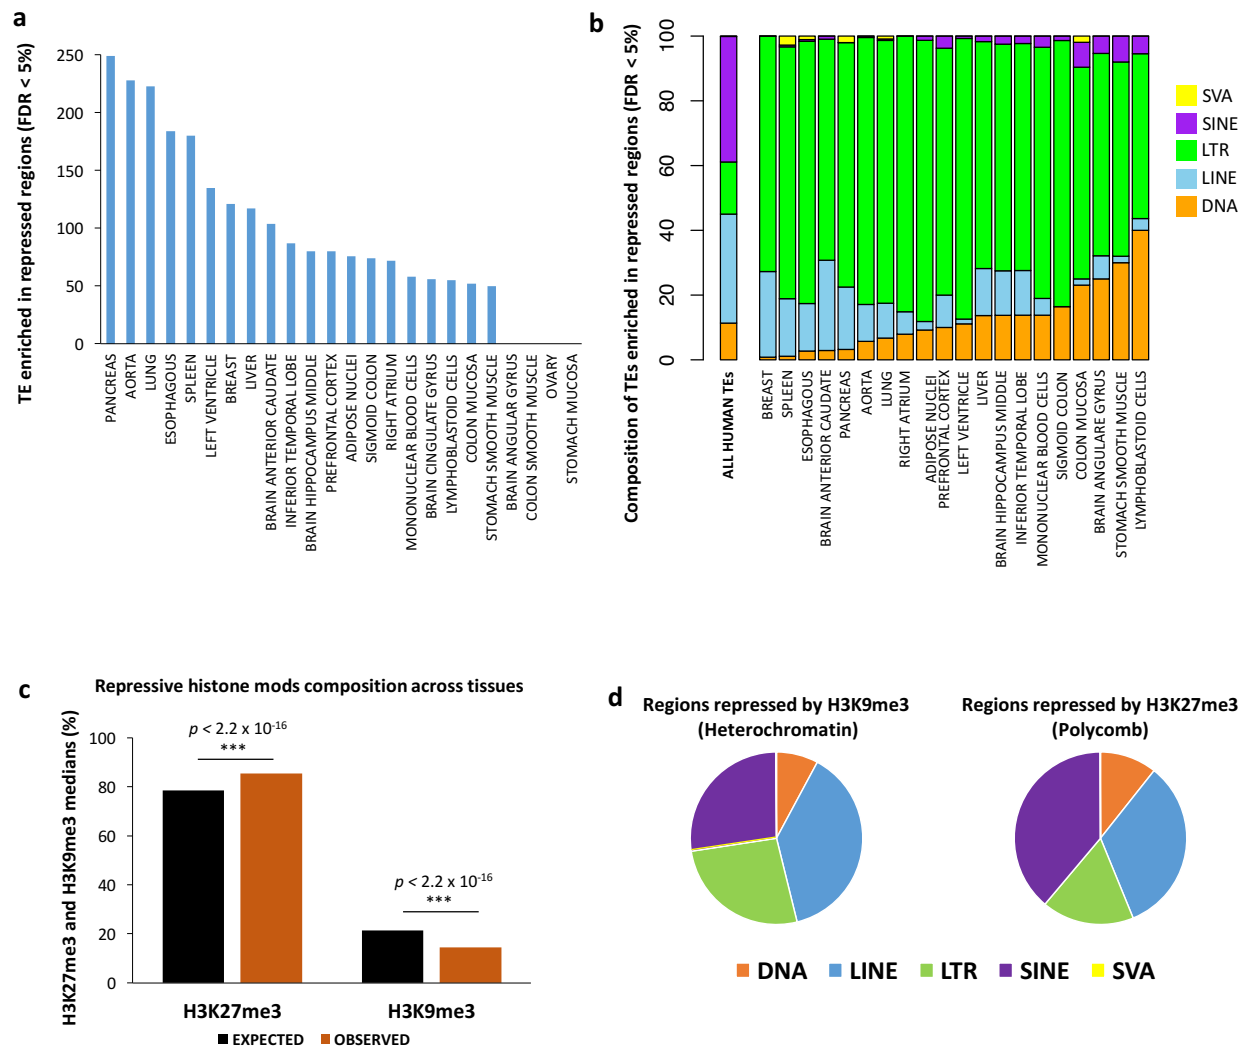 a
TE enriched in repressed regions (FDR < 5%)
250
200
150
100
50
0
PANCREAS
AORTA
LUNG
ESOPHAGOUS
SPLEEN
LEFT VENTRICLE
BREAST
LIVER
BRAIN ANTERIOR CAUDATE
INFERIOR TEMPORAL LOBE
BRAIN HIPPOCAMPUS MIDDLE
PREFRONTAL CORTEX
ADIPOSE NUCLEI
SIGMOID COLON
RIGHT ATRIUM
MONONUCLEAR BLOOD CELLS
BRAIN CINGULATE GYRUS
LYMPHOBLASTOID CELLS
COLON MUCOSA
STOMACH SMOOTH MUSCLE
BRAIN ANGULAR GYRUS
COLON SMOOTH MUSCLE
OVARY
STOMACH MUCOSA
b
Composition of TEs enriched in repressed regions (FDR < 5%)
100
80
60
40
20
0
ALL HUMAN TEs
BREAST
SPLEEN
ESOPHAGOUS
BRAIN ANTERIOR CAUDATE
PANCREAS
AORTA
LUNG
RIGHT ATRIUM
ADIPOSE NUCLEI
PREFRONTAL CORTEX
LEFT VENTRICLE
LIVER
BRAIN HIPPOCAMPUS MIDDLE
INFERIOR TEMPORAL LOBE
MONONUCLEAR BLOOD CELLS
SIGMOID COLON
COLON MUCOSA
BRAIN ANGULARE GYRUS
STOMACH SMOOTH MUSCLE
LYMPHOBLASTOID CELLS
SVA
SINE
LTR
LINE
DNA
c
Repressive histone mods composition across tissues
H3K27me3 and H3K9me3 medians (%)
100
80
60
40
20
0
p < 2.2 x 10-16
***
p < 2.2 x 10-16
***
H3K27me3
H3K9me3
EXPECTED
OBSERVED
d
Regions repressed by H3K9me3
(Heterochromatin)
Regions repressed by H3K27me3
(Polycomb)
DNA
LINE
LTR
SINE
SVA